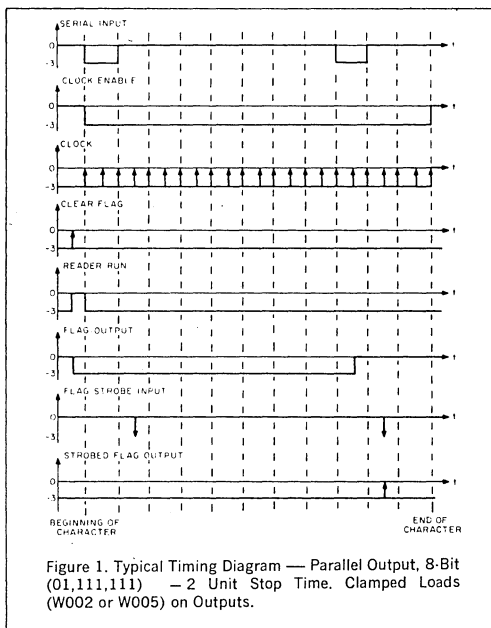 SERIAL INPUT
0
-3
t
CLOCK ENABLE
0
-3
t
CLOCK
0
-3
t
CLEAR FLAG
0
-3
t
READER RUN
0
-3
t
FLAG OUTPUT
0
-3
t
FLAG STROBE INPUT
0
-3
t
STROBED FLAG OUTPUT
0
-3
t
BEGINNING OF
CHARACTER
END OF
CHARACTER
Figure 1. Typical Timing Diagram — Parallel Output, 8-Bit
(01,111,111) — 2 Unit Stop Time. Clamped Loads
(W002 or W005) on Outputs.